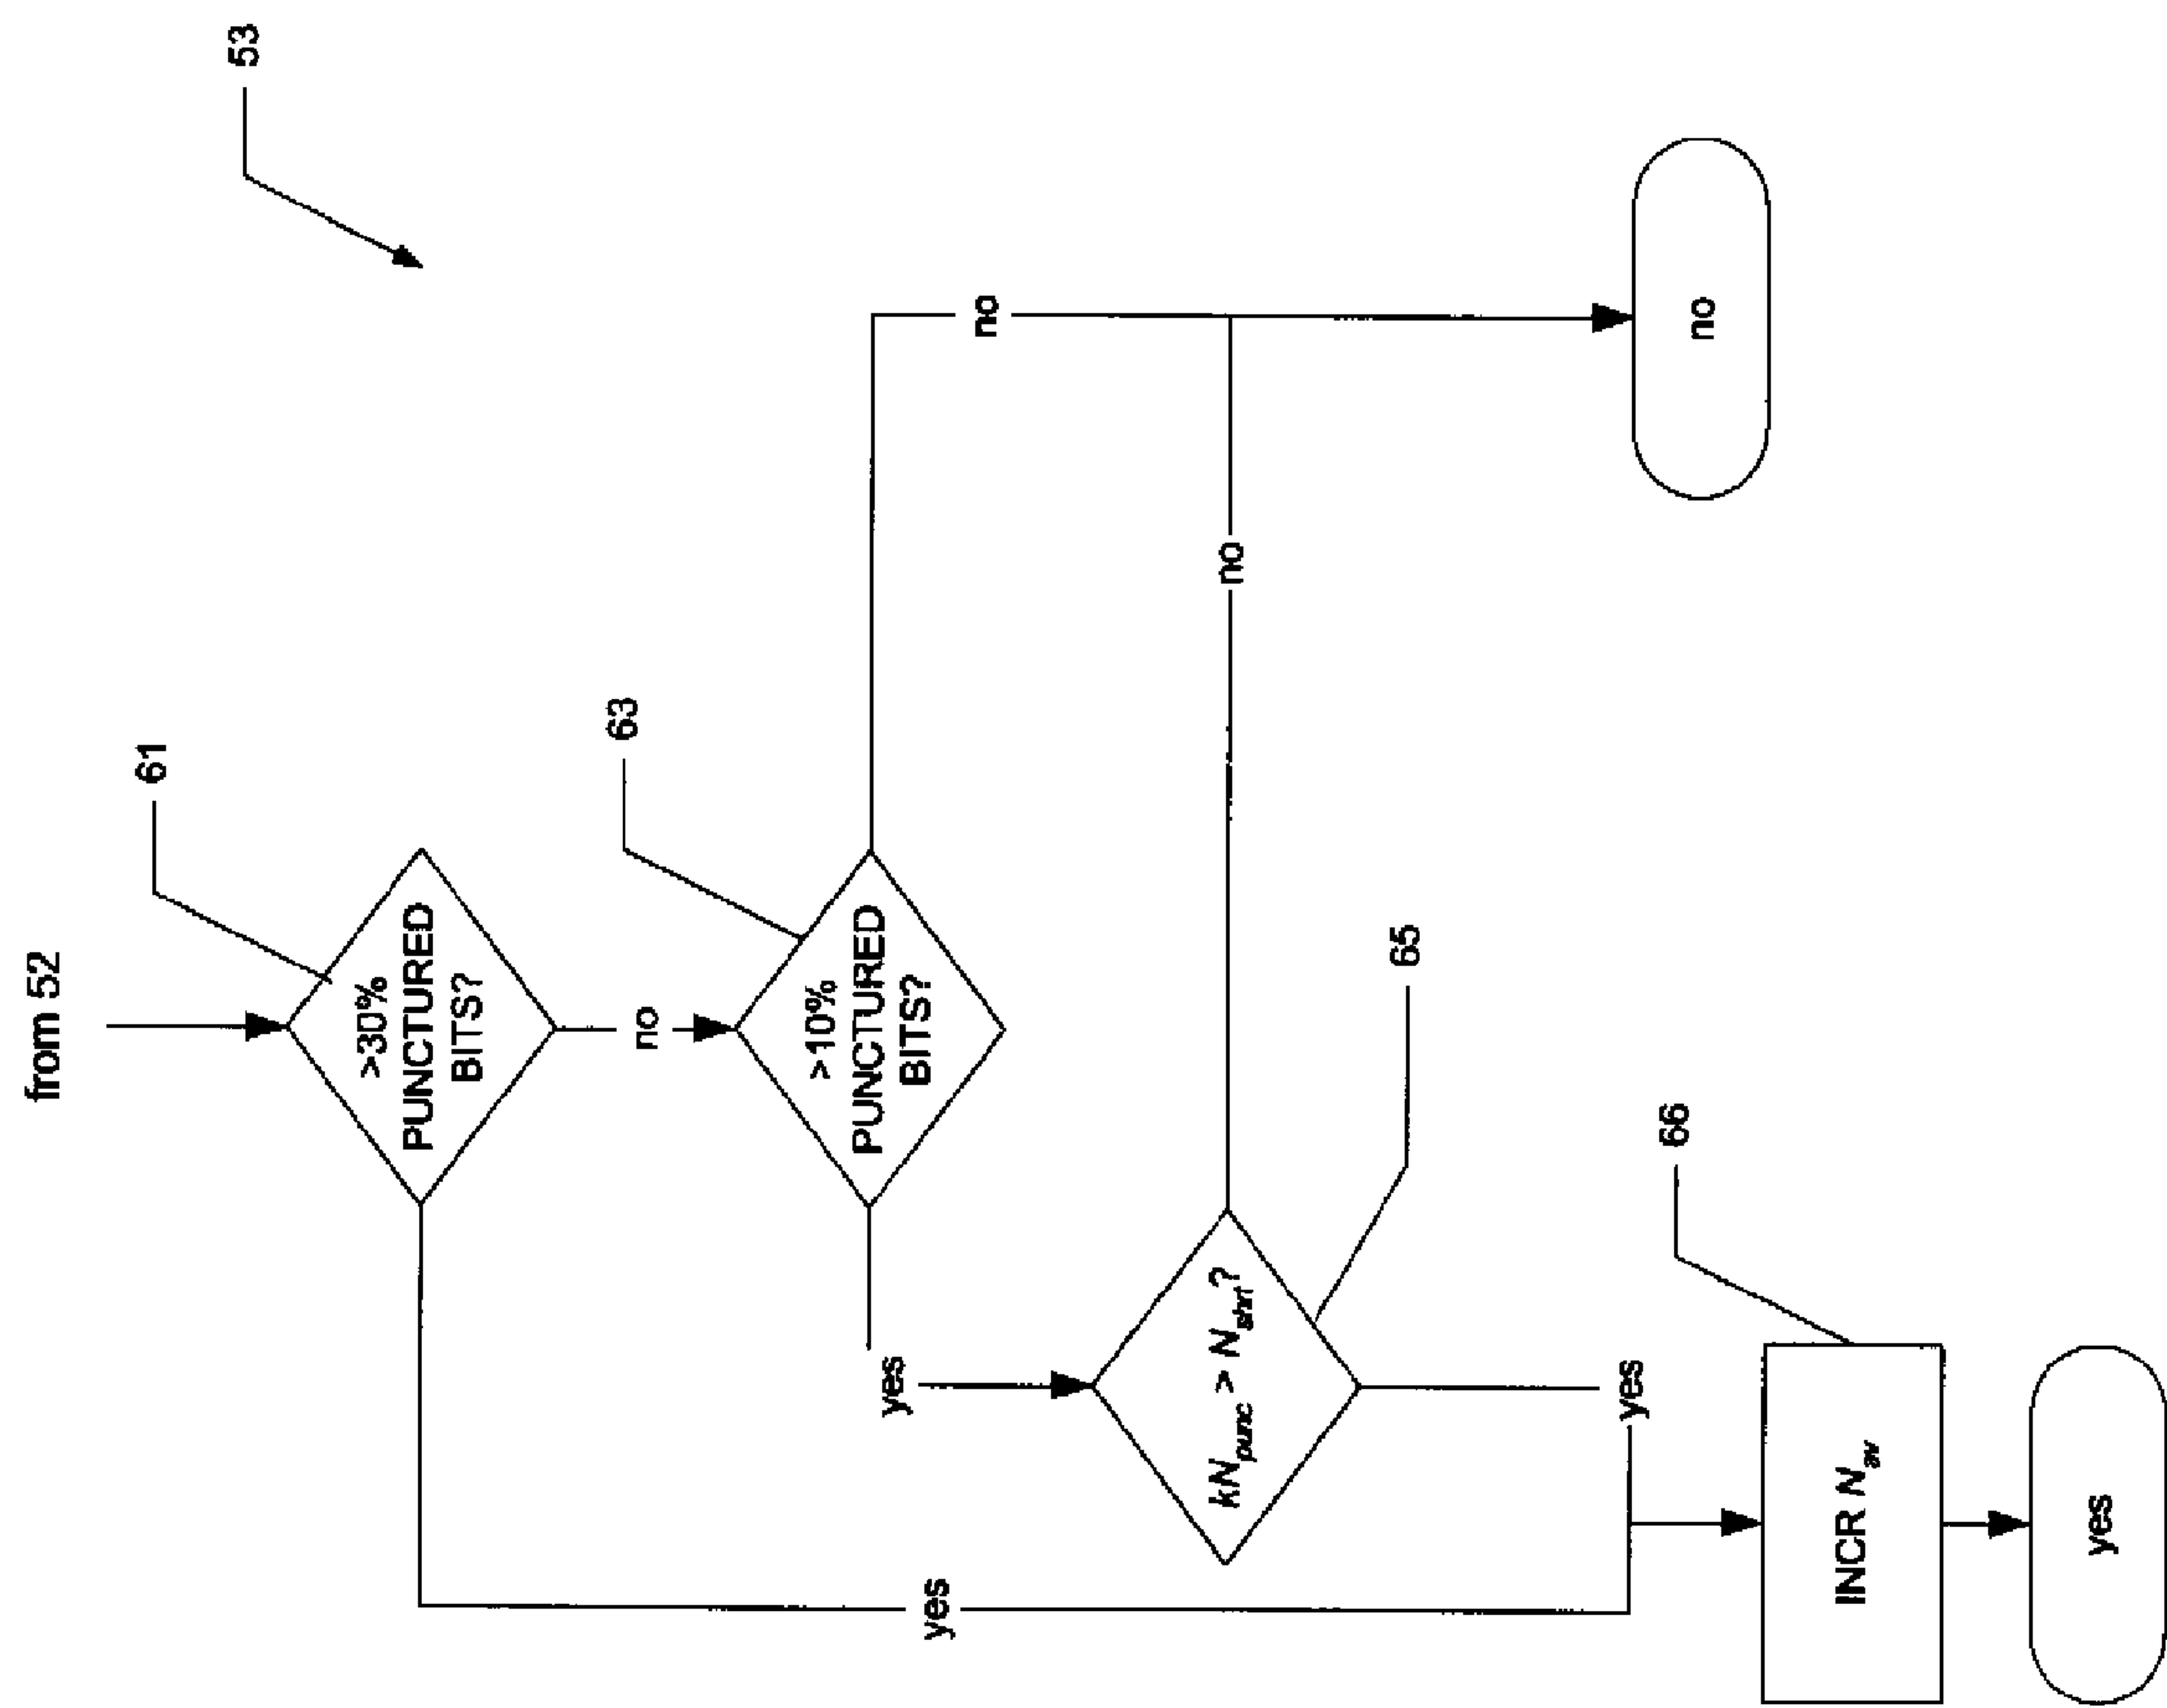 53
from 52
61
>30%
PUNCTURED
BITS?
no
63
>10%
PUNCTURED
BITS?
no
yes
65
kN_punc > N_shrt?
no
yes
yes
66
INCR N_av
yes
no